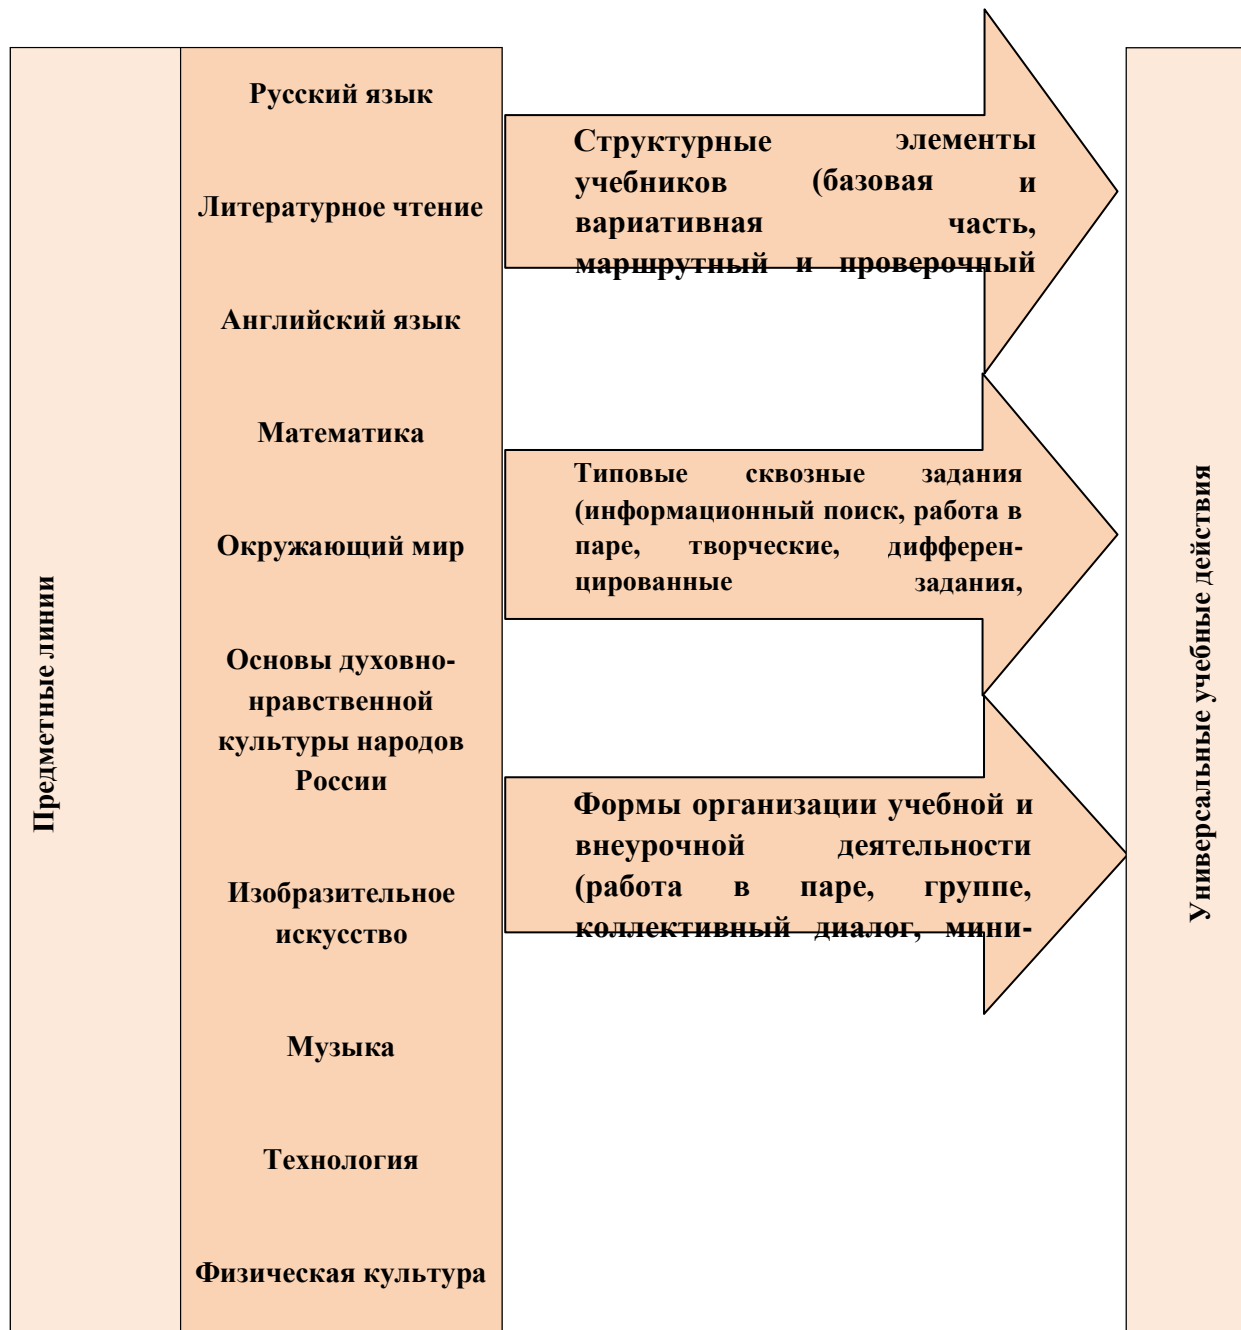 Предметные линии
Русский язык
Литературное чтение
Английский язык
Математика
Окружающий мир
Основы духовно-
нравственной
культуры народов
России
Изобразительное
искусство
Музыка
Технология
Физическая культура
Структурные элементы
учебников (базовая и
вариативная часть,
маршрутный и проверочный
Типовые сквозные задания
(информационный поиск, работа в
паре, творческие, дифферен-
цированные задания,
Формы организации учебной и
внеурочной деятельности
(работа в паре, группе,
коллективный диалог, мини-
Универсальные учебные действия